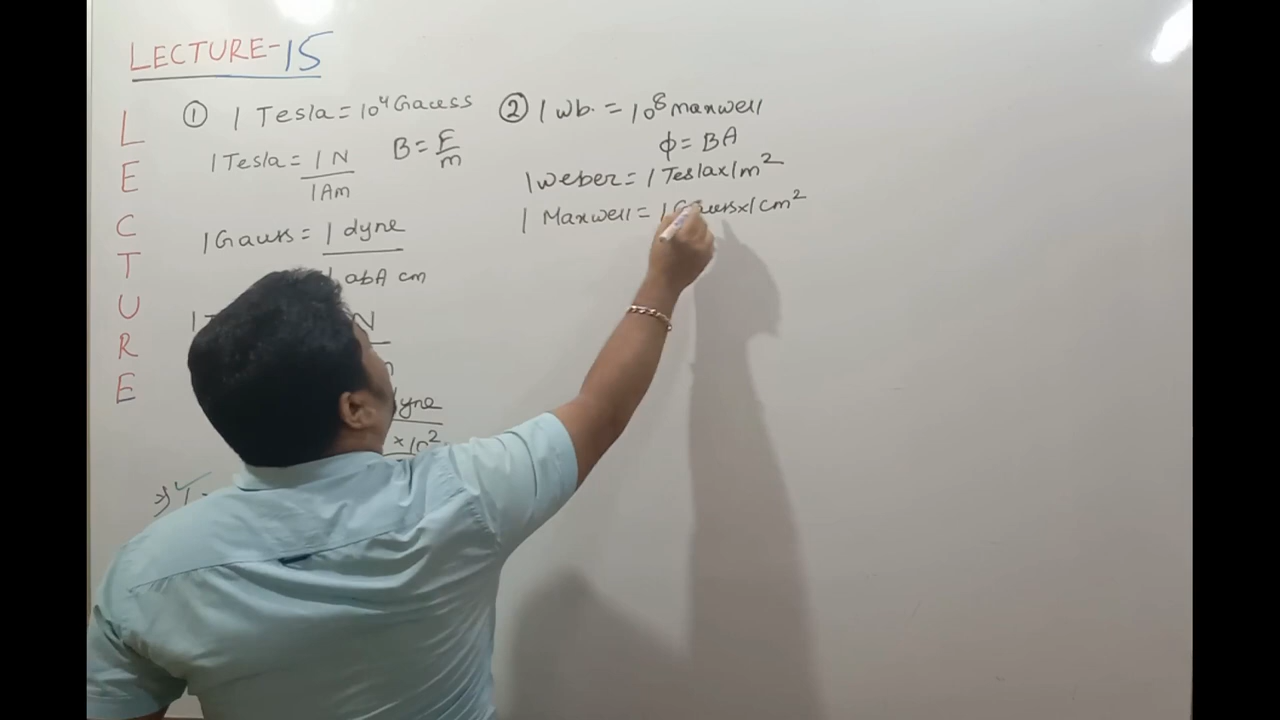 LECTURE-15
LECTURE
① 1 Tesla = 10⁴ Gauss
1 Tesla = 1 N / 1 Am
B = F/m
1 Gauss = 1 dyne / 1 abA cm
N
dyne
× 10²
② 1 wb. = 10⁸ maxwell
ϕ = BA
1 weber = 1 Tesla x 1 m²
1 Maxwell = 1 Gauss x 1 cm²